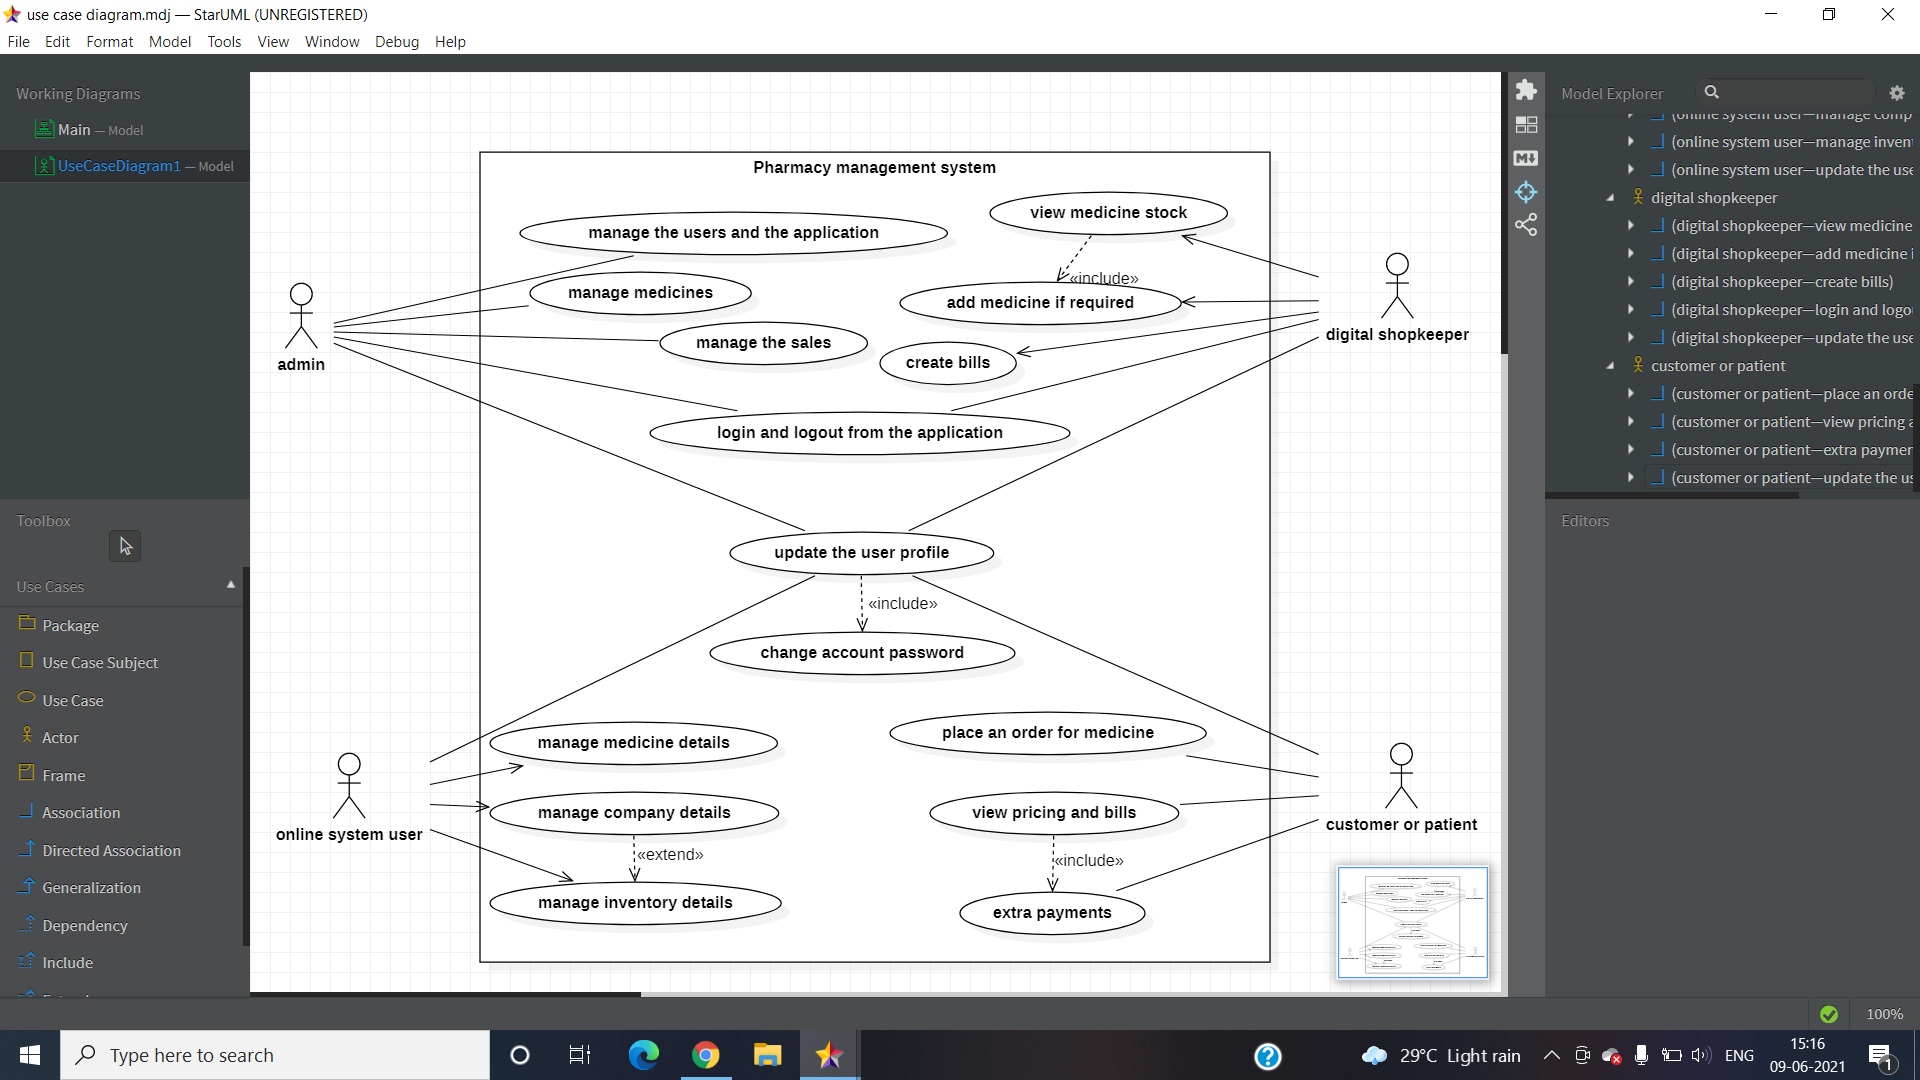 use case diagram.mdj — StarUML (UNREGISTERED)
File Edit Format Model Tools View Window Debug Help
Working Diagrams
Main — Model
UseCaseDiagram1 — Model
Toolbox
Use Cases
Package
Use Case Subject
Use Case
Actor
Frame
Association
Directed Association
Generalization
Dependency
Include
Pharmacy management system
view medicine stock
manage the users and the application
«include»
manage medicines
add medicine if required
manage the sales
create bills
admin
digital shopkeeper
login and logout from the application
update the user profile
«include»
change account password
manage medicine details
place an order for medicine
manage company details
view pricing and bills
online system user
customer or patient
«extend»
«include»
manage inventory details
extra payments
Model Explorer
(online system user—manage comp
(online system user—manage inven
(online system user—update the use
digital shopkeeper
(digital shopkeeper—view medicine
(digital shopkeeper—add medicine i
(digital shopkeeper—create bills)
(digital shopkeeper—login and logo
(digital shopkeeper—update the use
customer or patient
(customer or patient—place an orde
(customer or patient—view pricing a
(customer or patient—extra paymen
(customer or patient—update the us
Editors
100%
Type here to search
29°C Light rain
ENG
15:16
09-06-2021
1